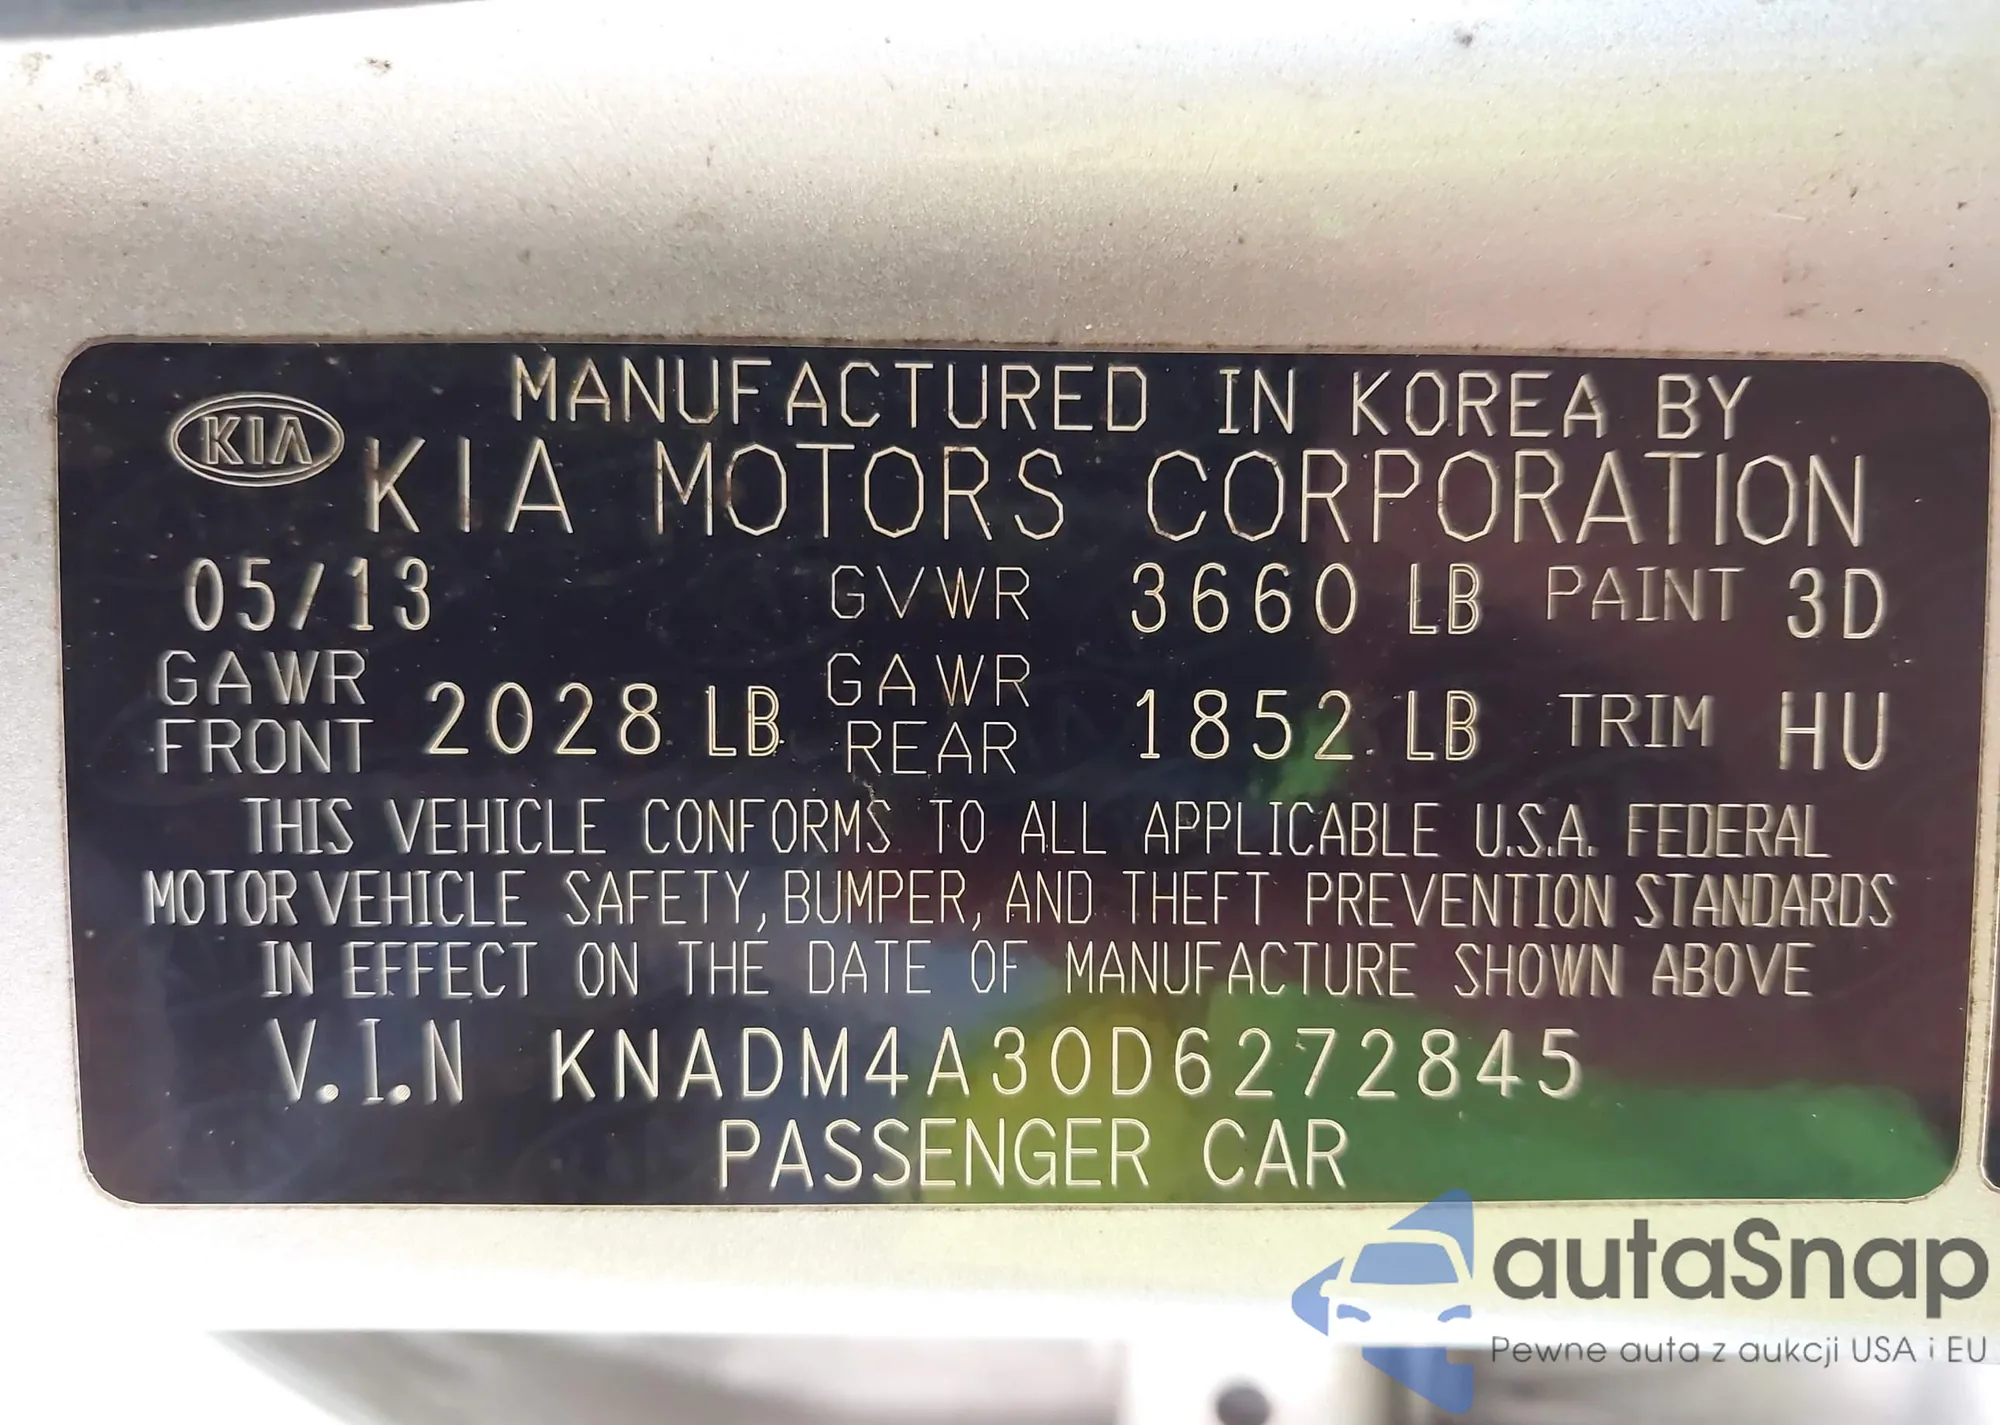 MANUFACTURED IN KOREA BY
KIA KIA MOTORS CORPORATION
05/13 GVWR 3660 LB PAINT 3D
GAWR FRONT 2028 LB GAWR REAR 1852 LB TRIM HU
THIS VEHICLE CONFORMS TO ALL APPLICABLE U.S.A. FEDERAL
MOTOR VEHICLE SAFETY, BUMPER, AND THEFT PREVENTION STANDARDS
IN EFFECT ON THE DATE OF MANUFACTURE SHOWN ABOVE
V.I.N KNADM4A30D6272845
PASSENGER CAR
autaSnap
Pewne auta z aukcji USA i EU